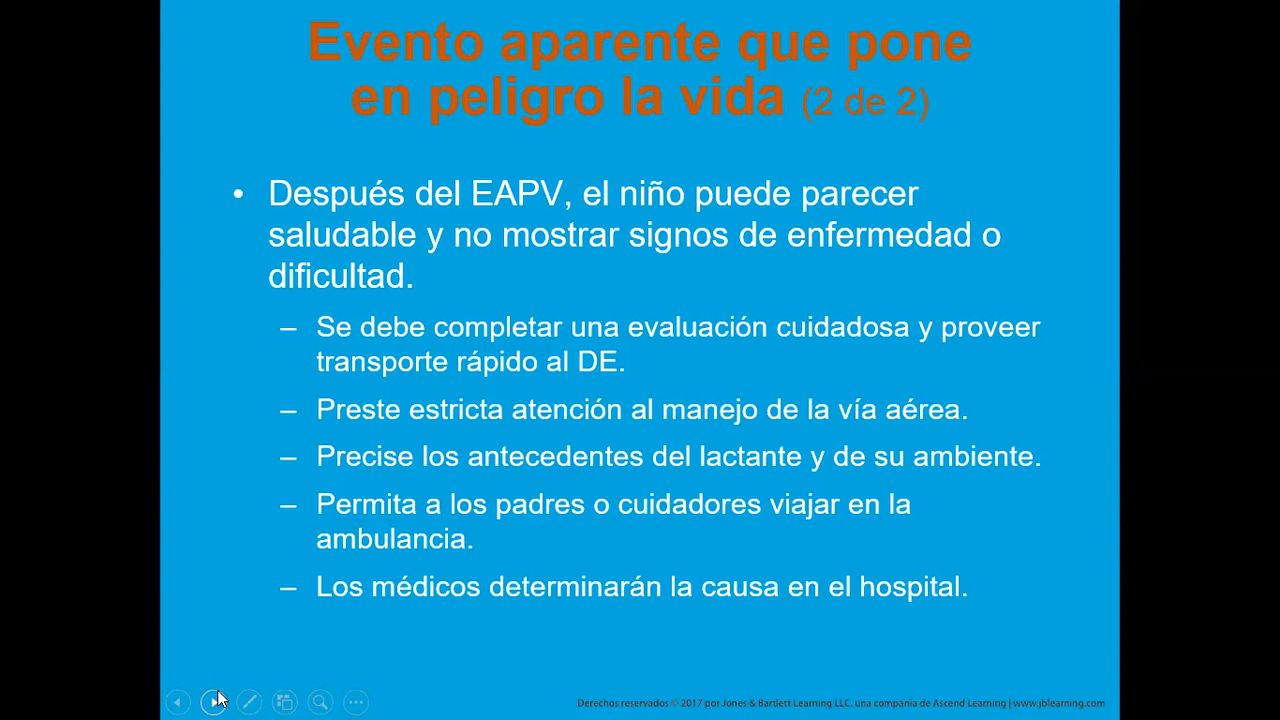 Evento aparente que pone
en peligro la vida (2 de 2)
• Después del EAPV, el niño puede parecer
saludable y no mostrar signos de enfermedad o
dificultad.
– Se debe completar una evaluación cuidadosa y proveer
transporte rápido al DE.
– Preste estricta atención al manejo de la vía aérea.
– Precise los antecedentes del lactante y de su ambiente.
– Permita a los padres o cuidadores viajar en la
ambulancia.
– Los médicos determinarán la causa en el hospital.
Derechos reservados © 2017 por Jones & Bartlett Learning LLC, una compañía de Ascend Learning | www.jblearning.com